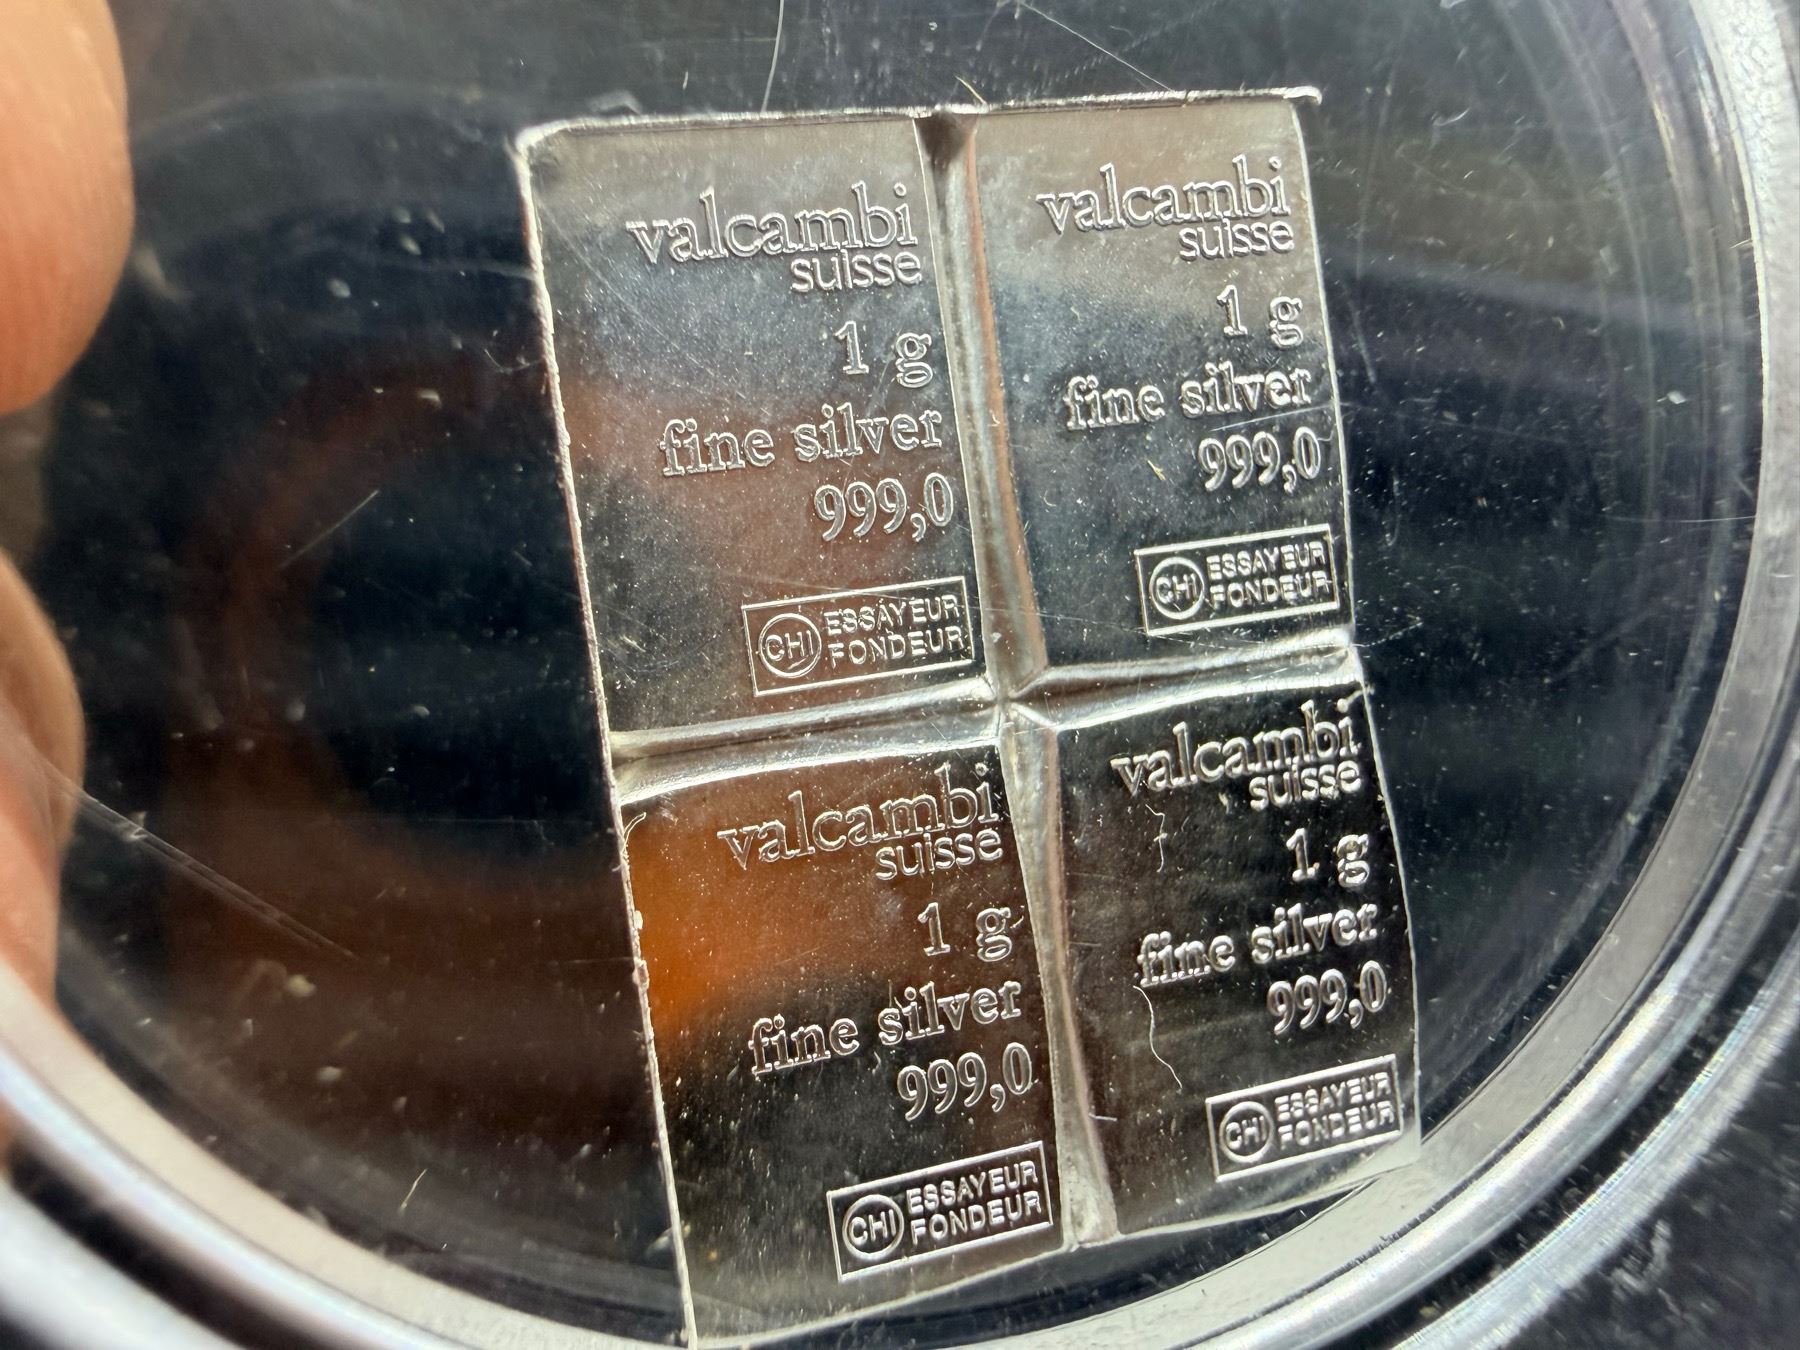 valcambi
suisse
1 g
fine silver
999,0
CHI ESSAYEUR
FONDEUR
valcambi
suisse
1 g
fine silver
999,0
CHI ESSAYEUR
FONDEUR
valcambi
suisse
1 g
fine silver
999,0
CHI ESSAYEUR
FONDEUR
valcambi
suisse
1 g
fine silver
999,0
CHI ESSAYEUR
FONDEUR